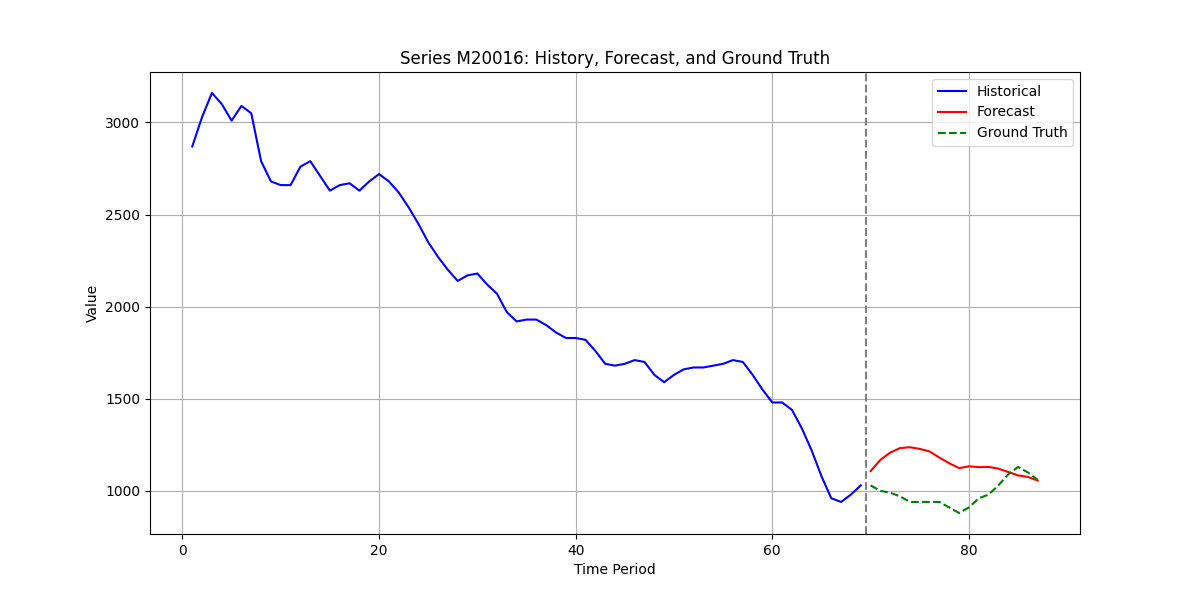 Series M20016: History, Forecast, and Ground Truth
Historical
Forecast
Ground Truth
3000
2500
2000
1500
1000
Value
0
20
40
60
80
Time Period